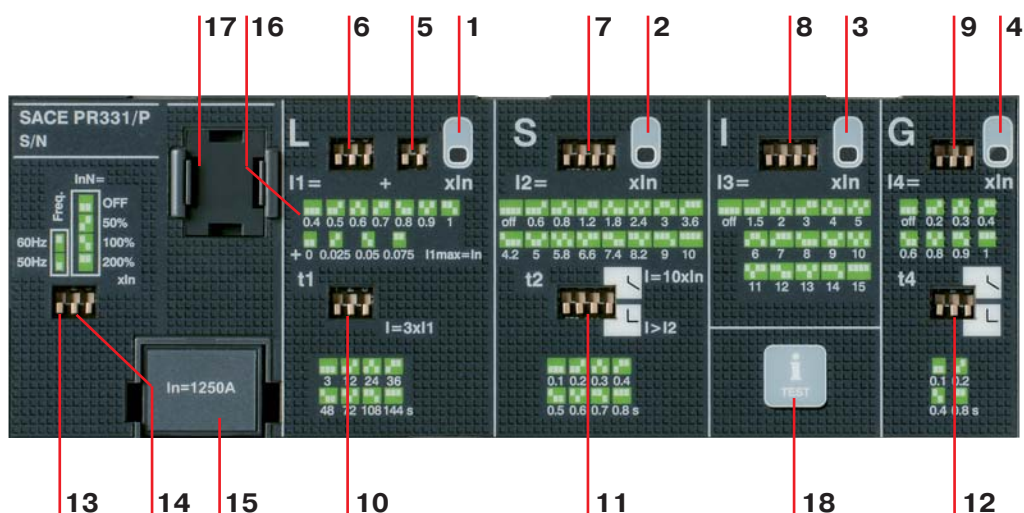 17 16 6 5 1 7 2 8 3 9 4
SACE PR331/P
S/N
InN=
Freq.
OFF
50%
60Hz 100%
50Hz 200%
xIn
In=1250A
L
I1= + xIn
0.4 0.5 0.6 0.7 0.8 0.9 1
+ 0 0.025 0.05 0.075 I1max=In
t1
I=3xI1
3 12 24 36
48 72 108 144 s
S
I2= xIn
off 0.6 0.8 1.2 1.8 2.4 3 3.6
4.2 5 5.8 6.6 7.4 8.2 9 10
t2 I=10xIn
I>I2
0.1 0.2 0.3 0.4
0.5 0.6 0.7 0.8 s
I
I3= xIn
off 1.5 2 3 4 5
6 7 8 9 10
11 12 13 14 15
i
TEST
G
I4= xIn
off 0.2 0.3 0.4
0.6 0.8 0.9 1
t4
0.1 0.2
0.4 0.8 s
13 14 15 10 11 18 12